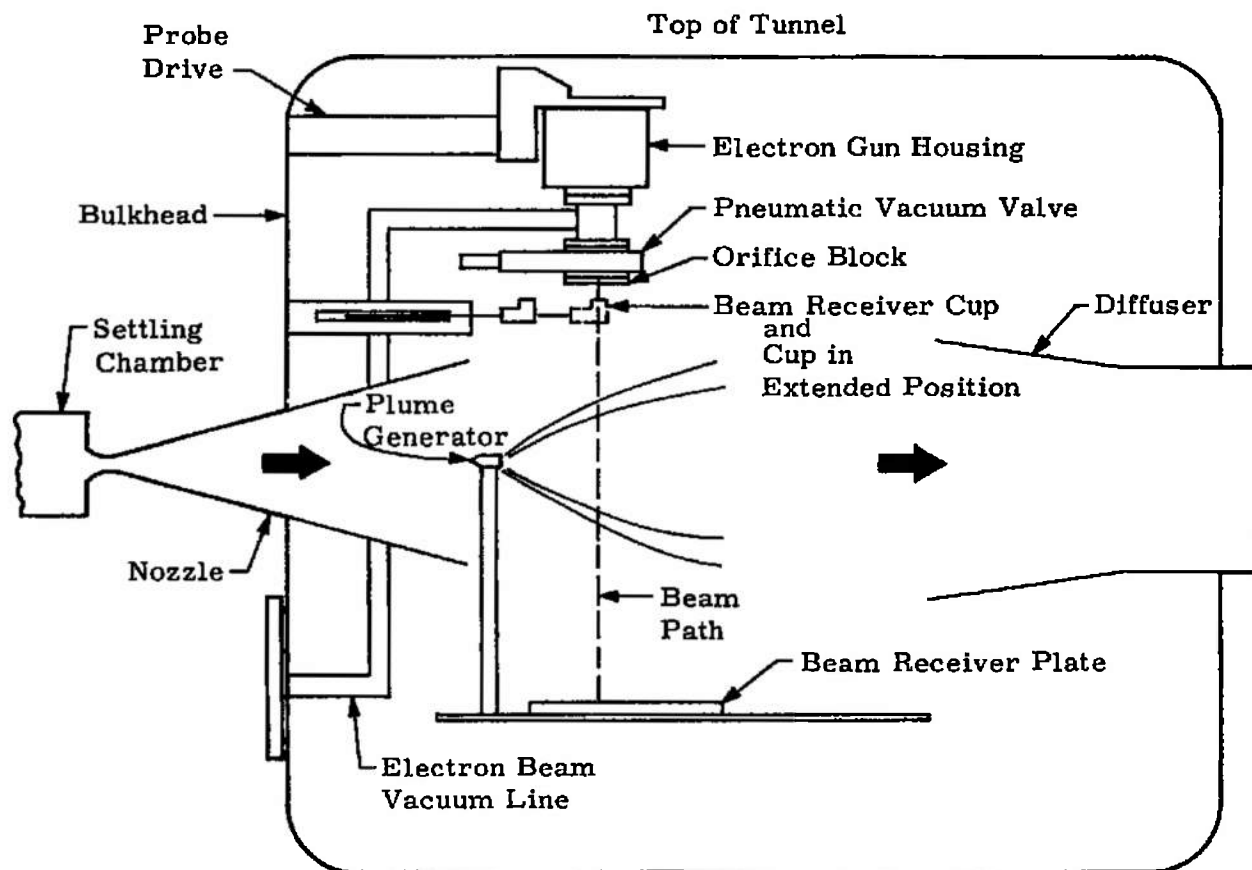 Top of Tunnel
Probe
Drive
Electron Gun Housing
Bulkhead
Pneumatic Vacuum Valve
Orifice Block
Beam Receiver Cup
and
Cup in
Extended Position
Diffuser
Settling
Chamber
Plume
Generator
Nozzle
Beam
Path
Beam Receiver Plate
Electron Beam
Vacuum Line